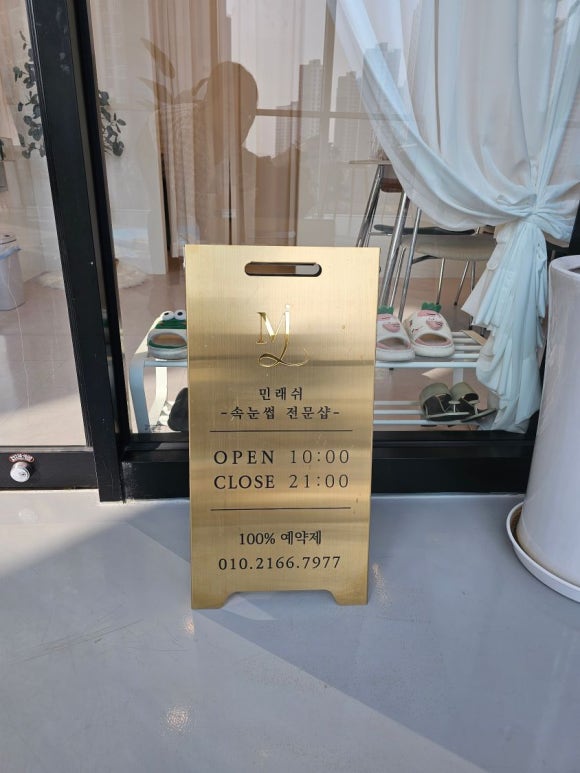 ML
민래쉬
-속눈썹 전문샵-
OPEN 10:00
CLOSE 21:00
100% 예약제
010.2166.7977